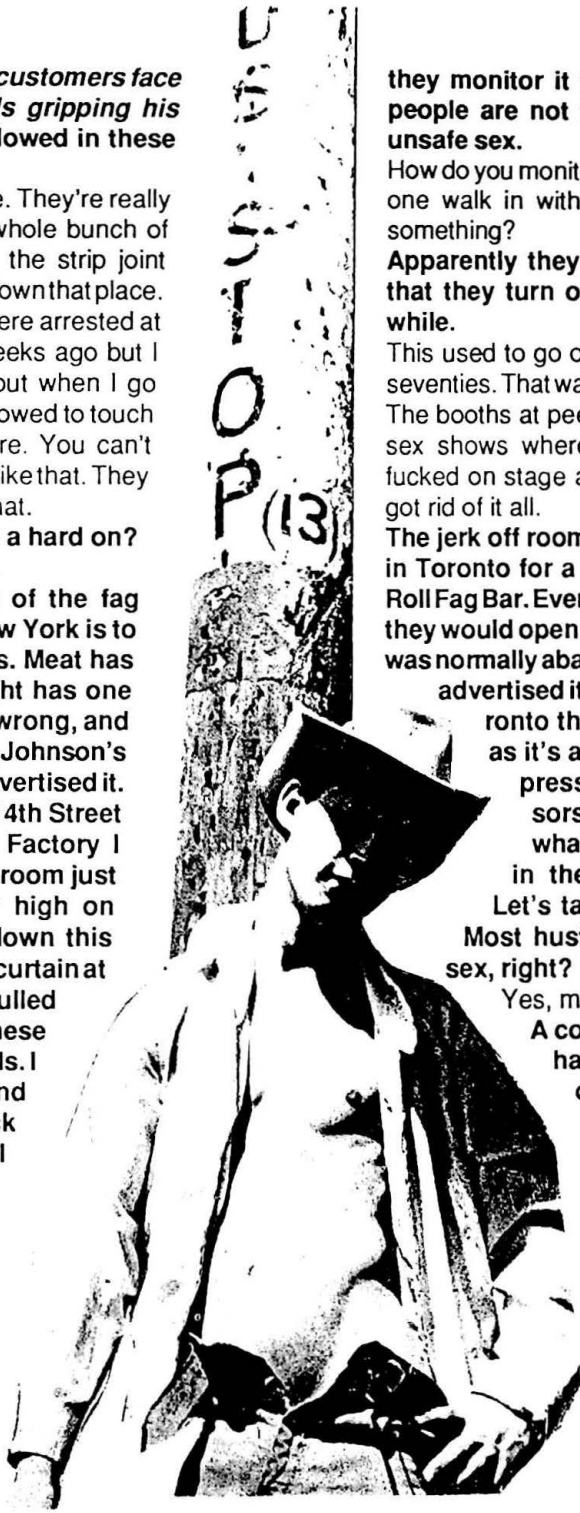 customers face
ls gripping his
lowed in these
e. They're really
whole bunch of
the strip joint
own that place.
ere arrested at
eeks ago but I
out when I go
owed to touch
re. You can't
like that. They
hat.
a hard on?
of the fag
w York is to
s. Meat has
ht has one
wrong, and
Johnson's
vertised it.
4th Street
Factory I
room just
high on
down this
curtain at
ulled
hese
ls. I
nd
ck
I
U
S
T
O
P
(13
they monitor it
people are not
unsafe sex.
How do you monit
one walk in with
something?
Apparently they
that they turn o
while.
This used to go o
seventies. That wa
The booths at pee
sex shows where
fucked on stage a
got rid of it all.
The jerk off room
in Toronto for a
Roll Fag Bar. Ever
they would open
was normally aba
advertised it
ronto th
as it's a
press
sors
wha
in the
Let's ta
Most hust
sex, right?
Yes, m
A co
ha
c